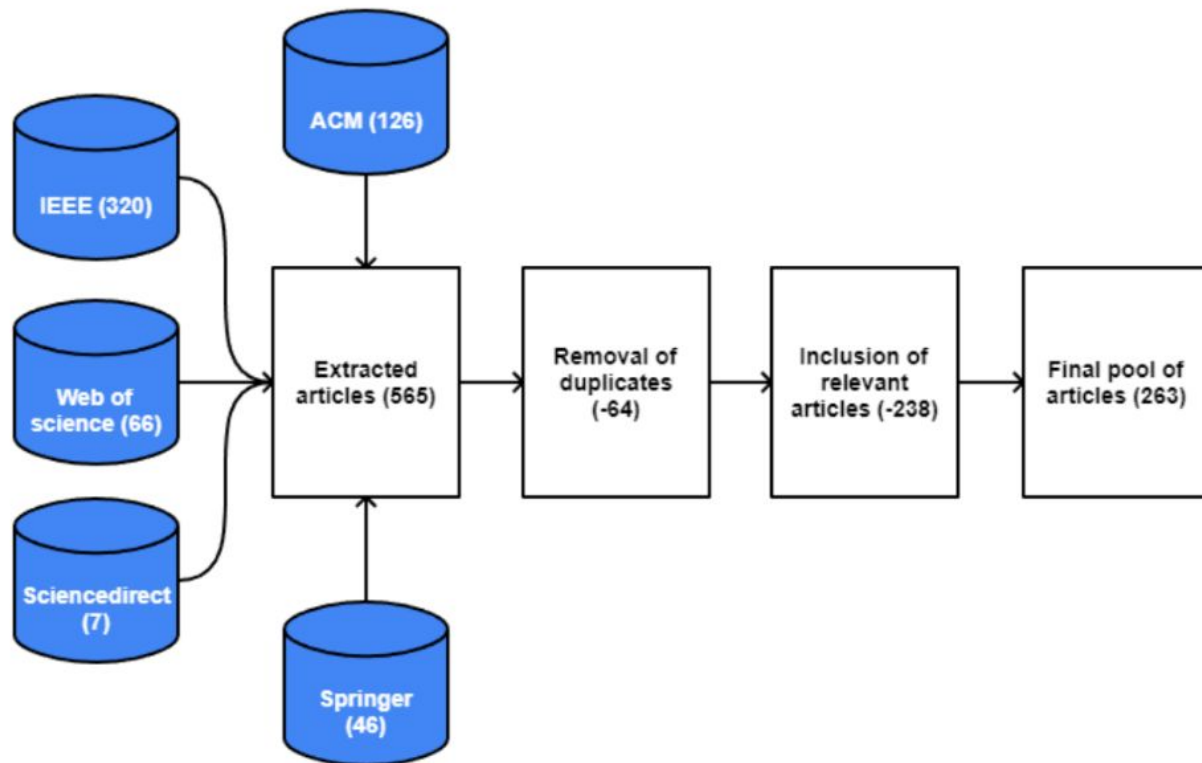 ACM (126)
IEEE (320)
Web of
science (66)
Sciencedirect
(7)
Springer
(46)
Extracted
articles (565)
Removal of
duplicates
(-64)
Inclusion of
relevant
articles (-238)
Final pool of
articles (263)